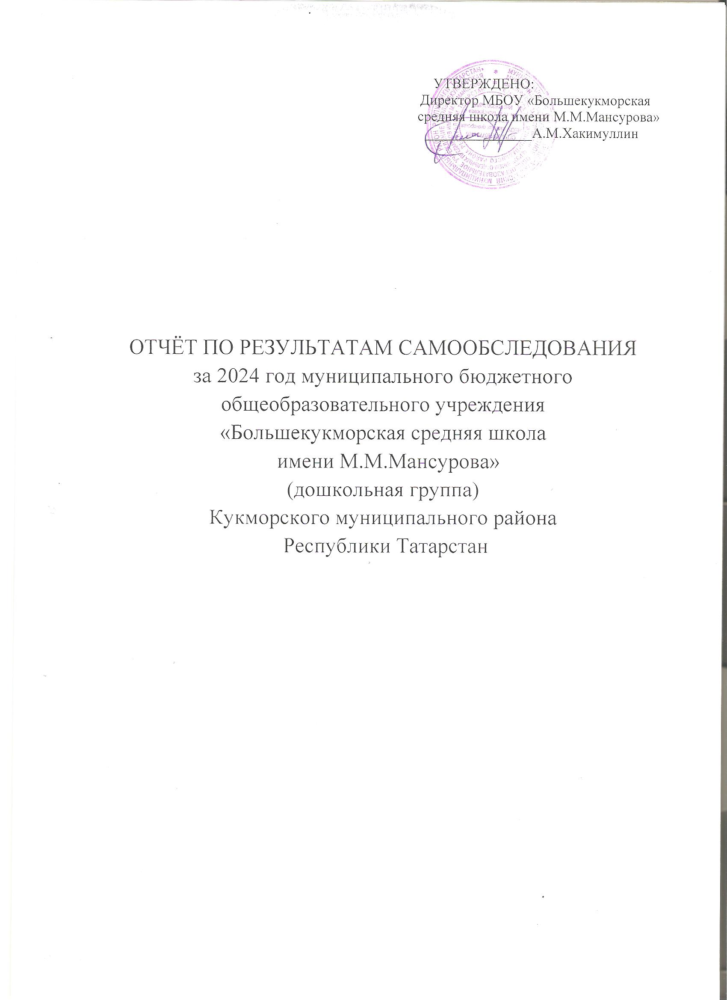 УТВЕРЖДЕНО:
Директор МБОУ «Большекукморская
средняя школа имени М.М.Мансурова»
А.М.Хакимуллин
ОТЧЁТ ПО РЕЗУЛЬТАТАМ САМООБСЛЕДОВАНИЯ
за 2024 год муниципального бюджетного
общеобразовательного учреждения
«Большекукморская средняя школа
имени М.М.Мансурова»
(дошкольная группа)
Кукморского муниципального района
Республики Татарстан